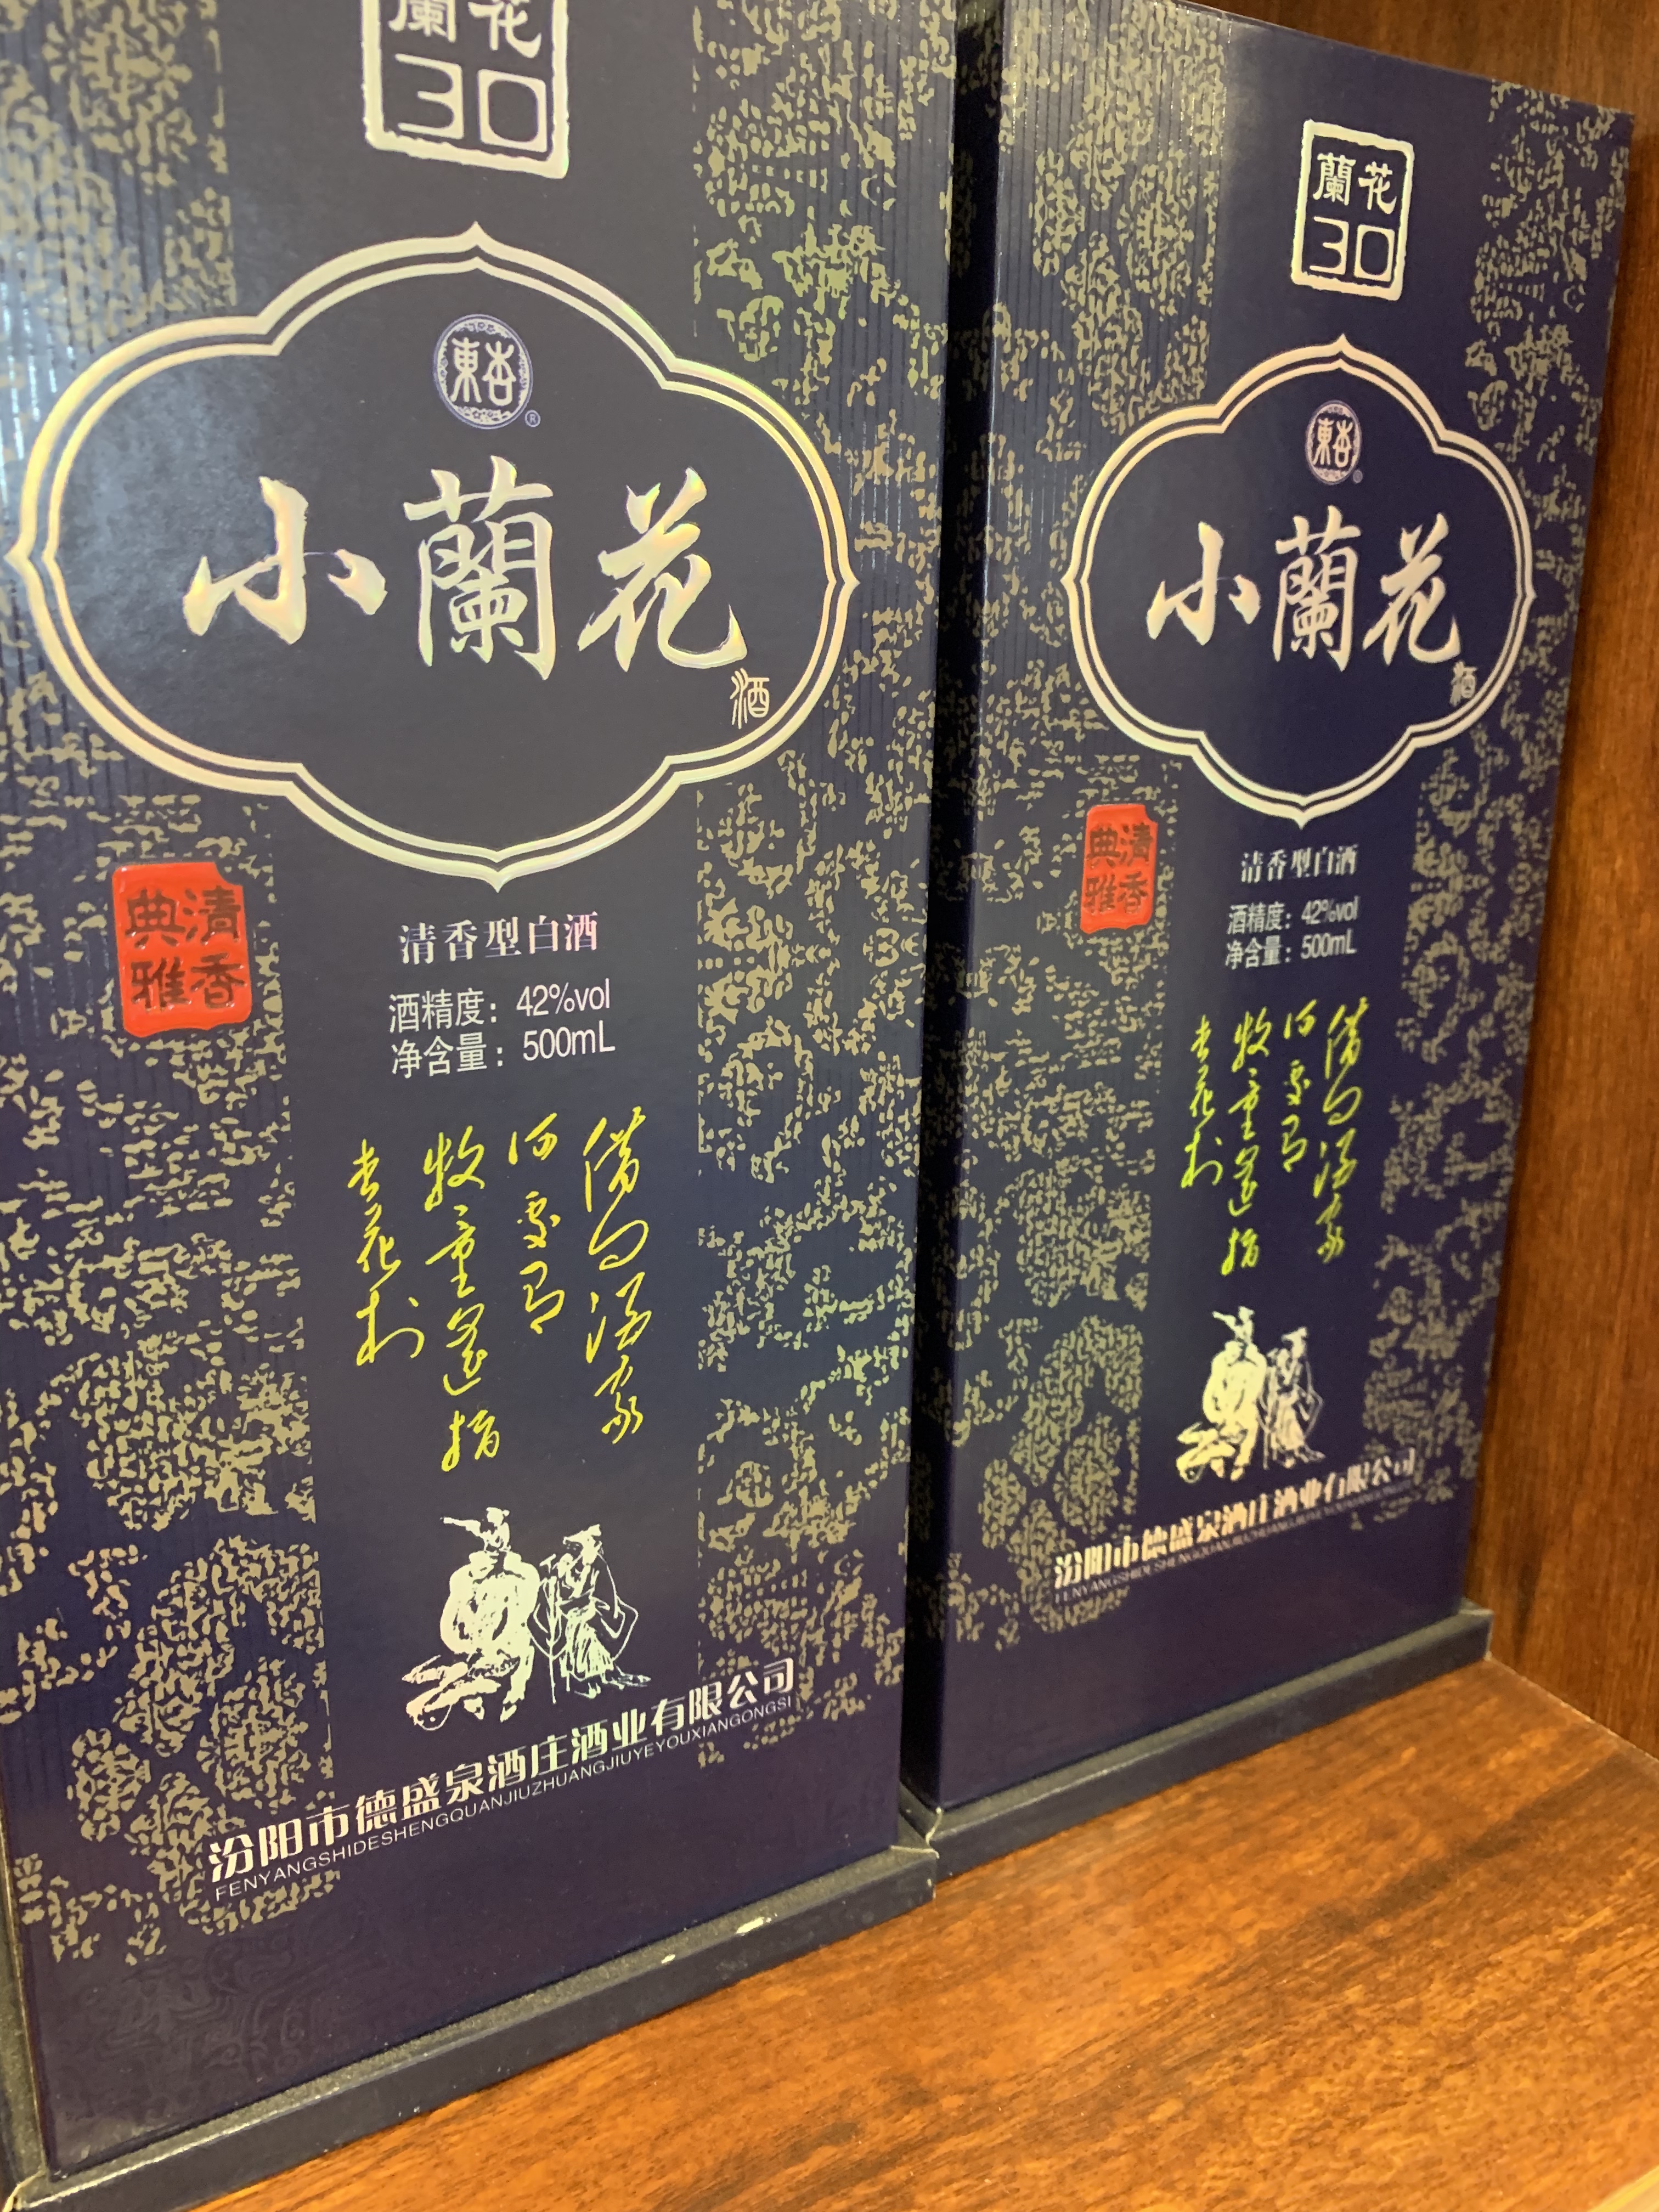 蘭花
30
東杏
®
小蘭花
酒
典清
雅香
清香型白酒
酒精度：42%vol
净含量：500mL
借问酒家
何处有
牧童遥指
杏花村
汾阳市德盛泉酒庄酒业有限公司
FENYANGSHIDESHENGQUANJIUZHUANGJIUYEYOUXIANGONGSI
蘭花
30
東杏
小蘭花
酒
典清
雅香
清香型白酒
酒精度：42%vol
净含量：500mL
借问酒家
何处有
牧童遥指
杏花村
汾阳市德盛泉酒庄酒业有限公司
FENYANGSHIDESHENGQUANJIUZHUANGJIUYEYOUXIANGONGSI